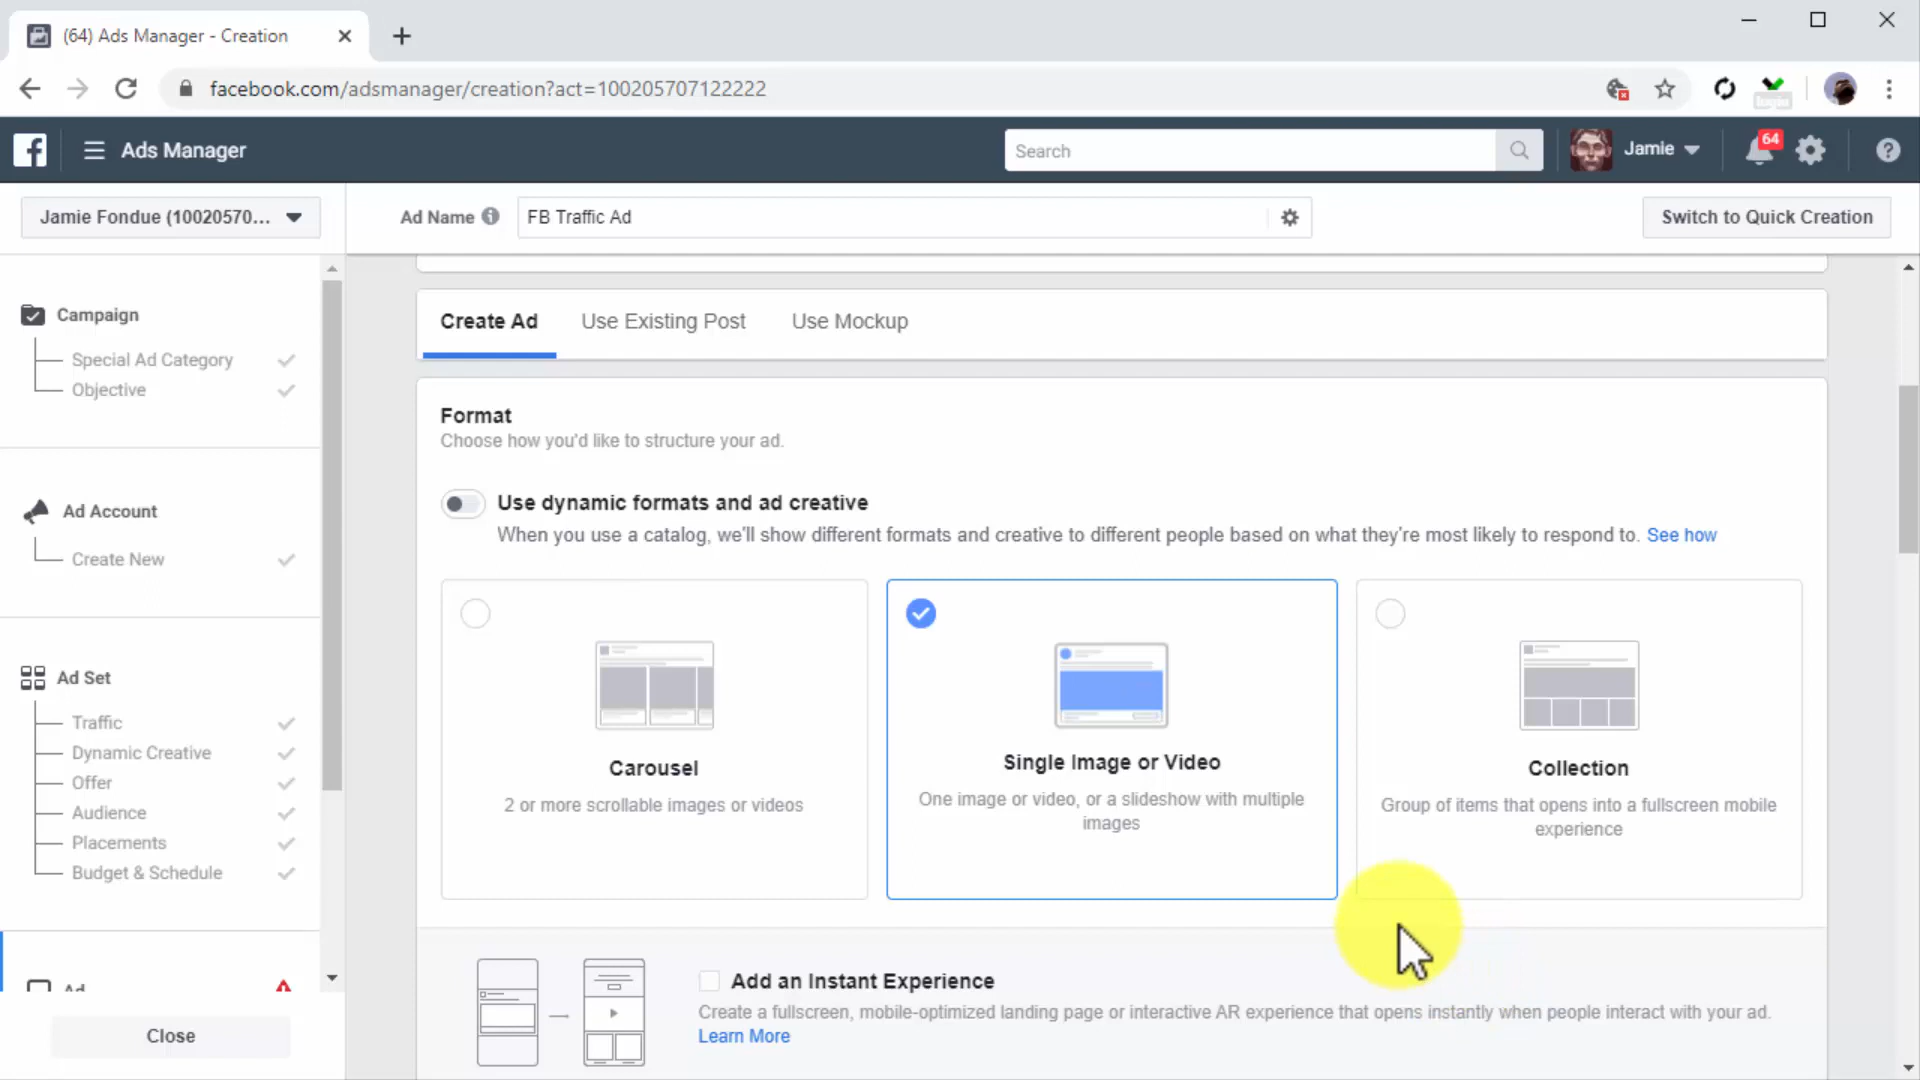 (64) Ads Manager - Creation
facebook.com/adsmanager/creation?act=100205707122222
Ads Manager
Search
Jamie
64
Jamie Fondue (10020570...
Ad Name
FB Traffic Ad
Switch to Quick Creation
Campaign
Special Ad Category
Objective
Ad Account
Create New
Ad Set
Traffic
Dynamic Creative
Offer
Audience
Placements
Budget & Schedule
Ad
Close
Create Ad
Use Existing Post
Use Mockup
Format
Choose how you'd like to structure your ad.
Use dynamic formats and ad creative
When you use a catalog, we'll show different formats and creative to different people based on what they're most likely to respond to. See how
Carousel
2 or more scrollable images or videos
Single Image or Video
One image or video, or a slideshow with multiple
images
Collection
Group of items that opens into a fullscreen mobile
experience
Add an Instant Experience
Create a fullscreen, mobile-optimized landing page or interactive AR experience that opens instantly when people interact with your ad.
Learn More